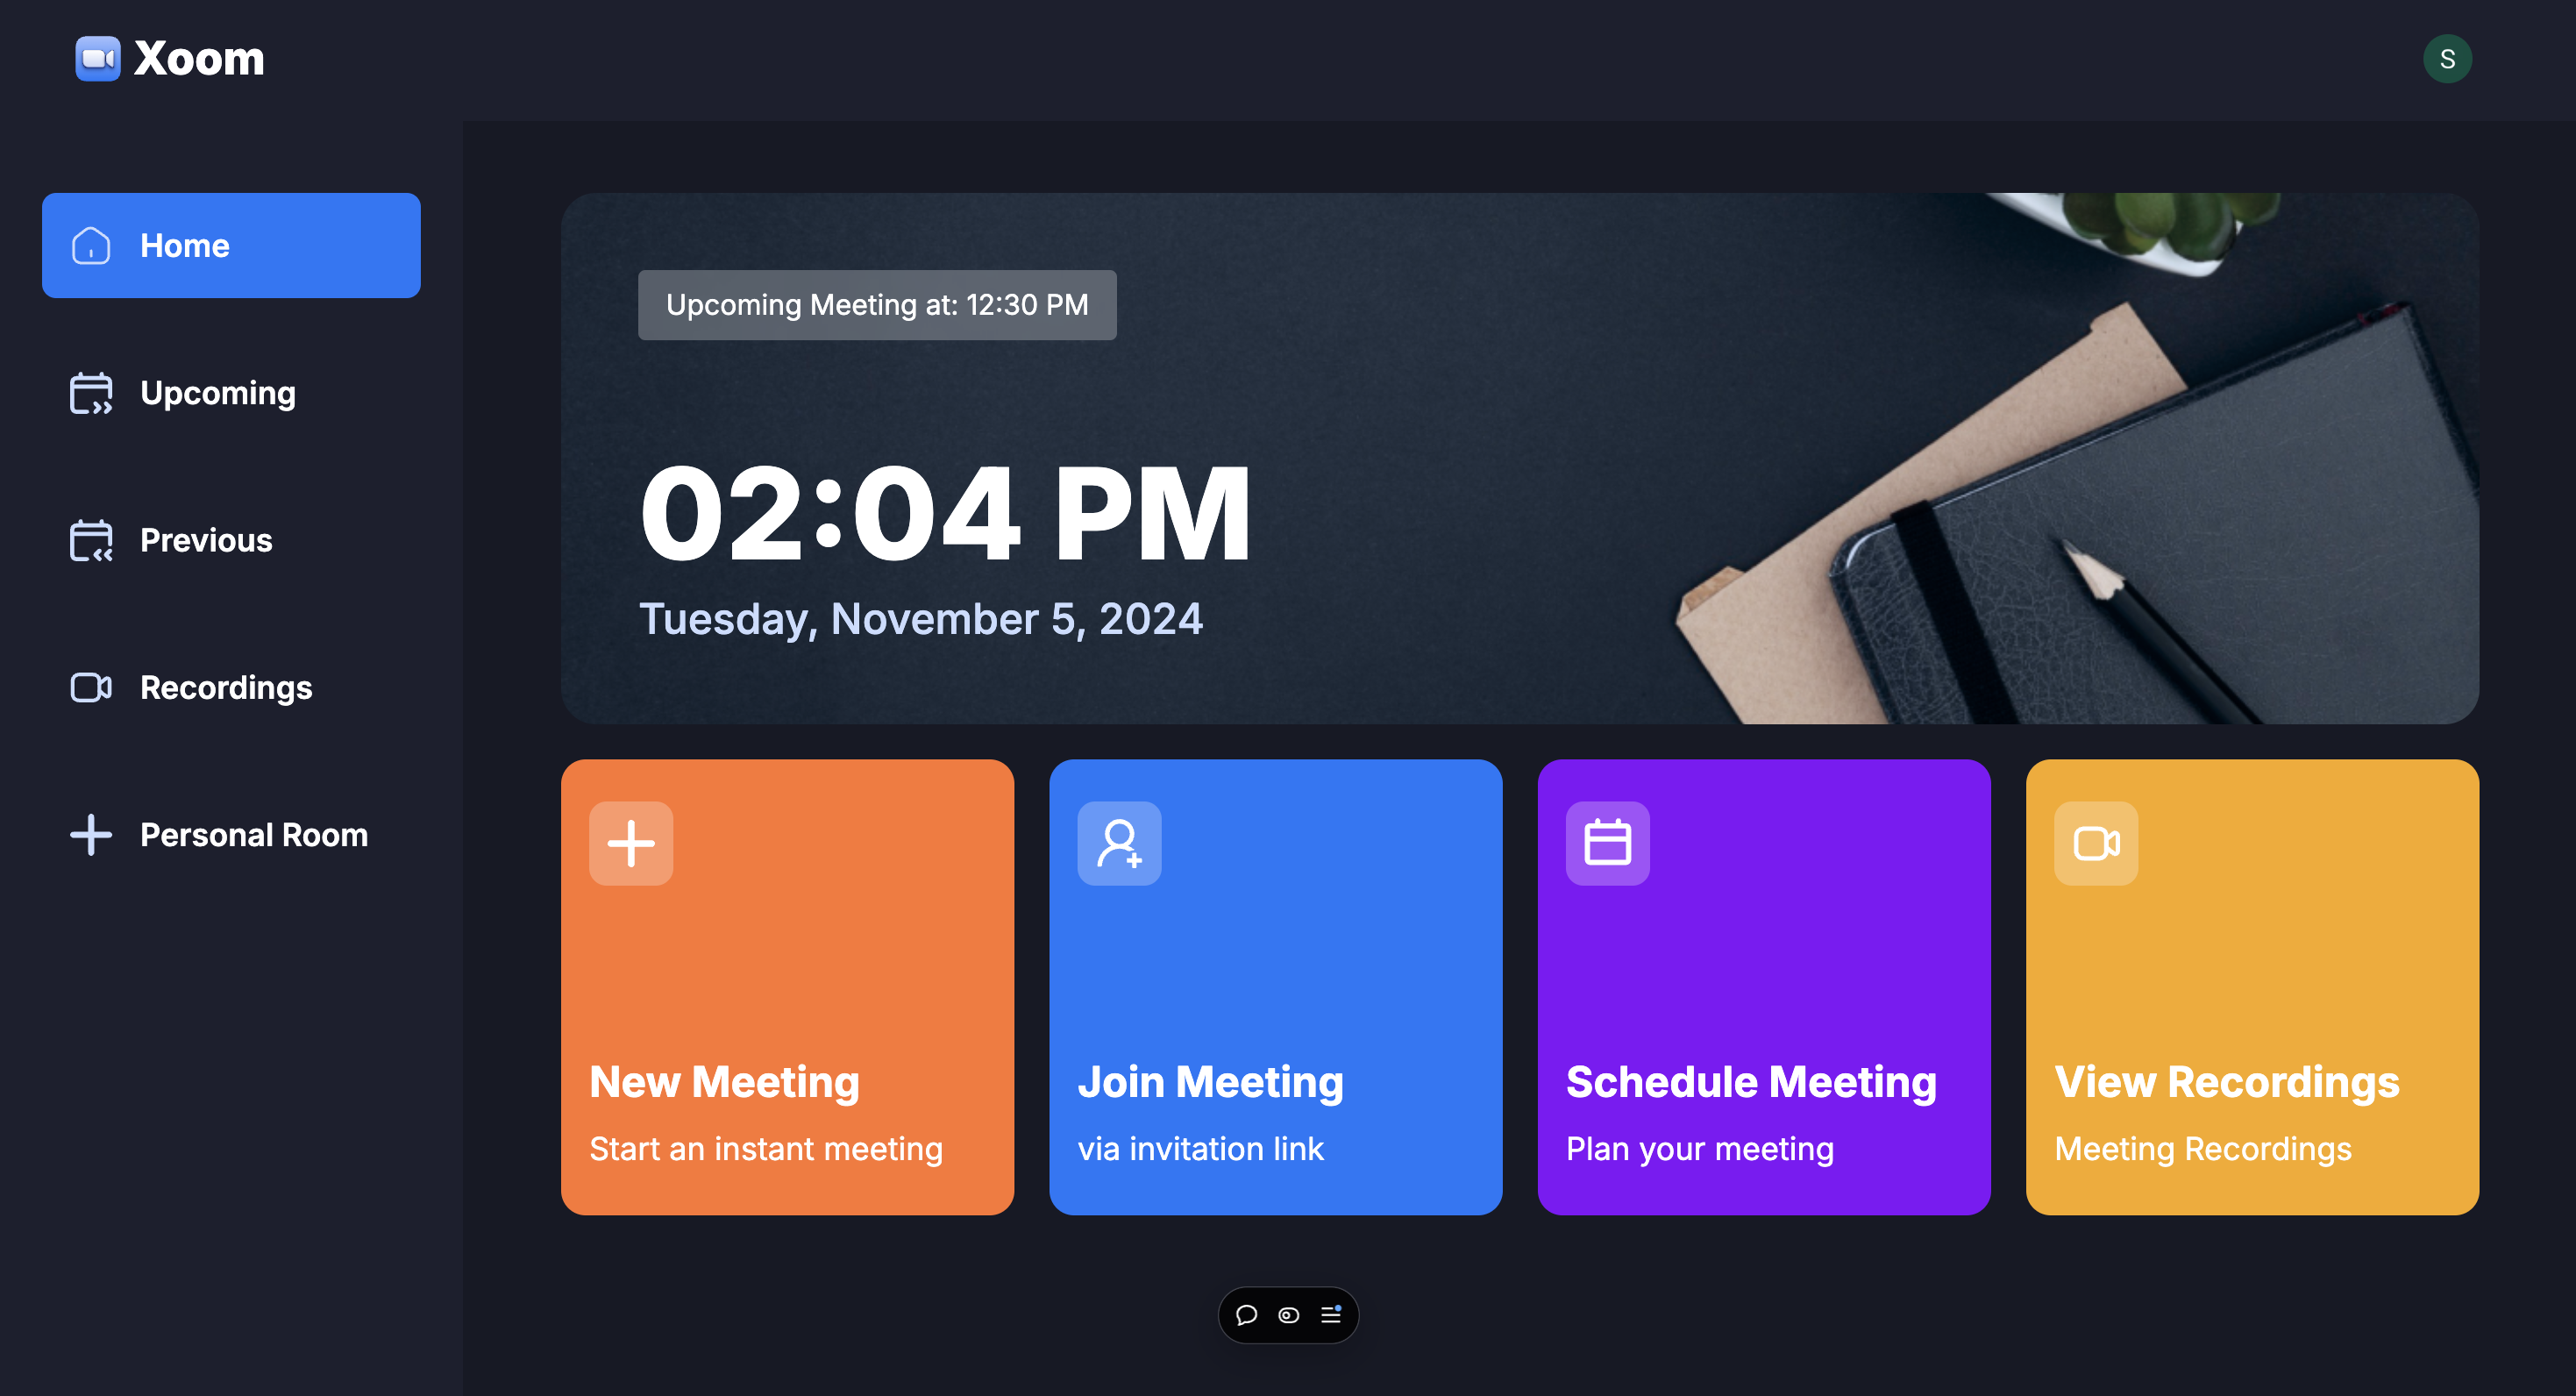 Xoom
S
Home
Upcoming
Previous
Recordings
Personal Room
Upcoming Meeting at: 12:30 PM
02:04 PM
Tuesday, November 5, 2024
New Meeting
Start an instant meeting
Join Meeting
via invitation link
Schedule Meeting
Plan your meeting
View Recordings
Meeting Recordings